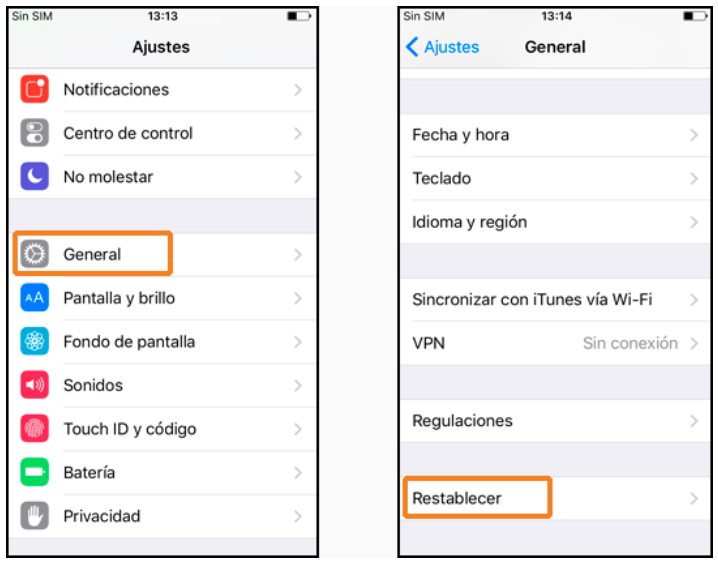 Sin SIM 13:13
Ajustes
Notificaciones
Centro de control
No molestar
General
AA Pantalla y brillo
Fondo de pantalla
Sonidos
Touch ID y código
Batería
Privacidad
Sin SIM 13:14
Ajustes General
Fecha y hora
Teclado
Idioma y región
Sincronizar con iTunes vía Wi-Fi
VPN Sin conexión
Regulaciones
Restablecer